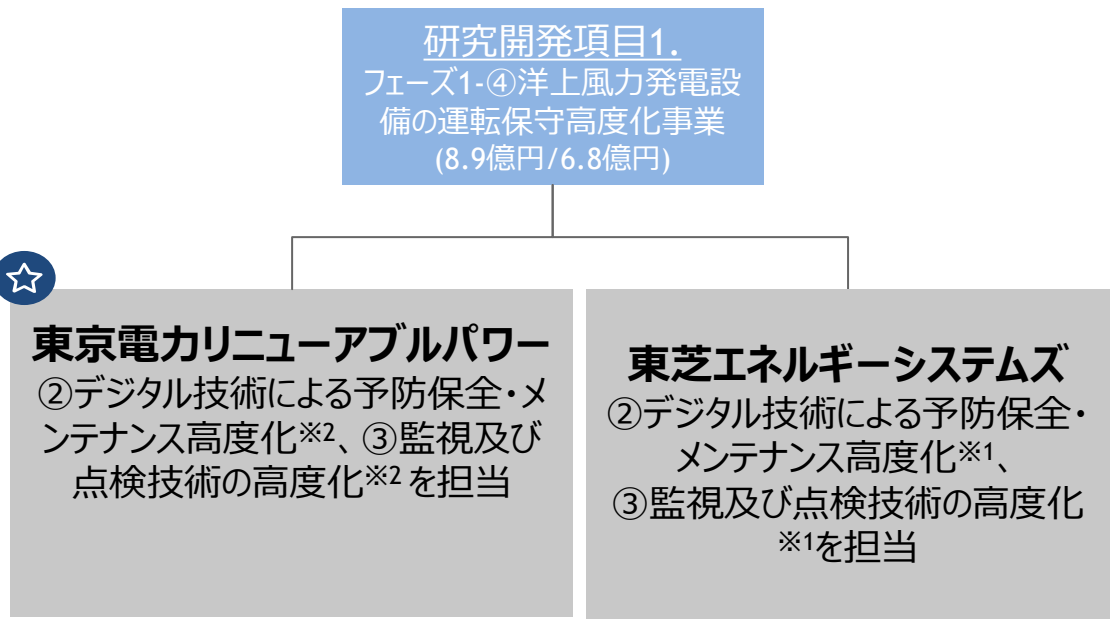 研究開発項目1.
フェーズ1-④洋上風力発電設
備の運転保守高度化事業
(8.9億円/6.8億円)
東京電力リニューアブルパワー
②デジタル技術による予防保全・メ
ンテナンス高度化※2、③監視及び
点検技術の高度化※2 を担当
東芝エネルギーシステムズ
②デジタル技術による予防保全・
メンテナンス高度化※1、
③監視及び点検技術の高度化
※1を担当